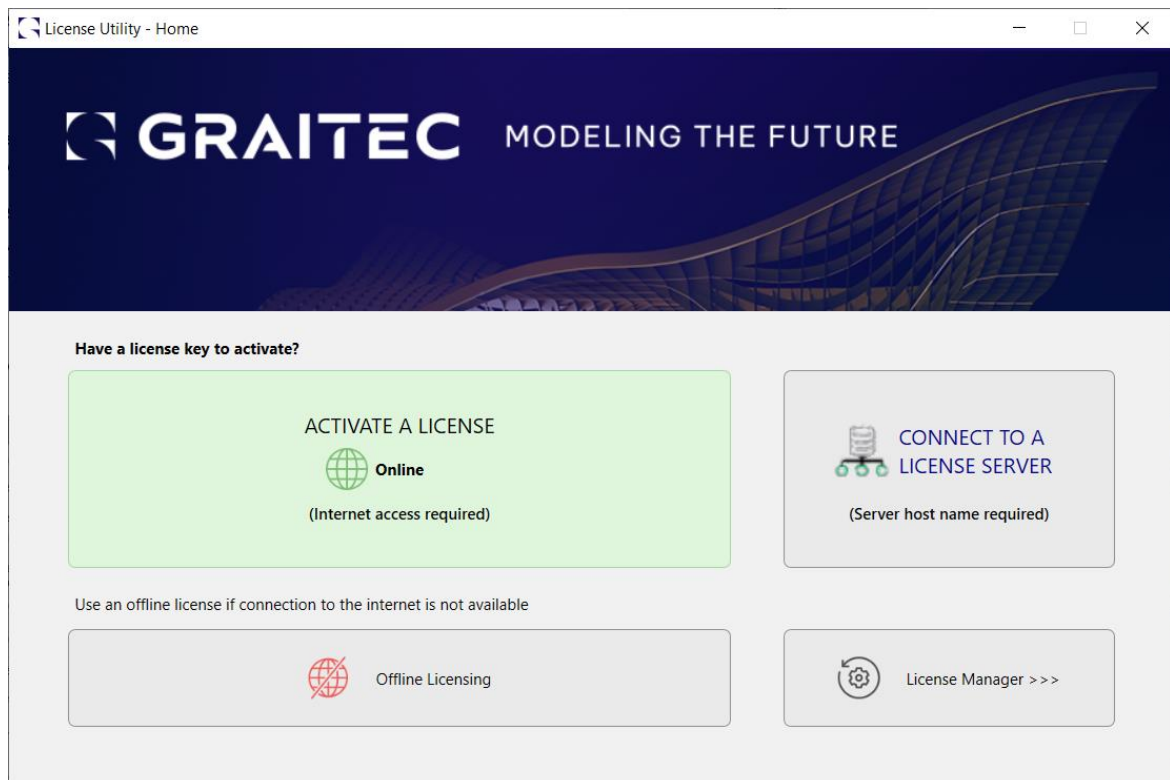 License Utility - Home
GRAITEC MODELING THE FUTURE
Have a license key to activate?
ACTIVATE A LICENSE
Online
(Internet access required)
CONNECT TO A
LICENSE SERVER
(Server host name required)
Use an offline license if connection to the internet is not available
Offline Licensing
License Manager >>>